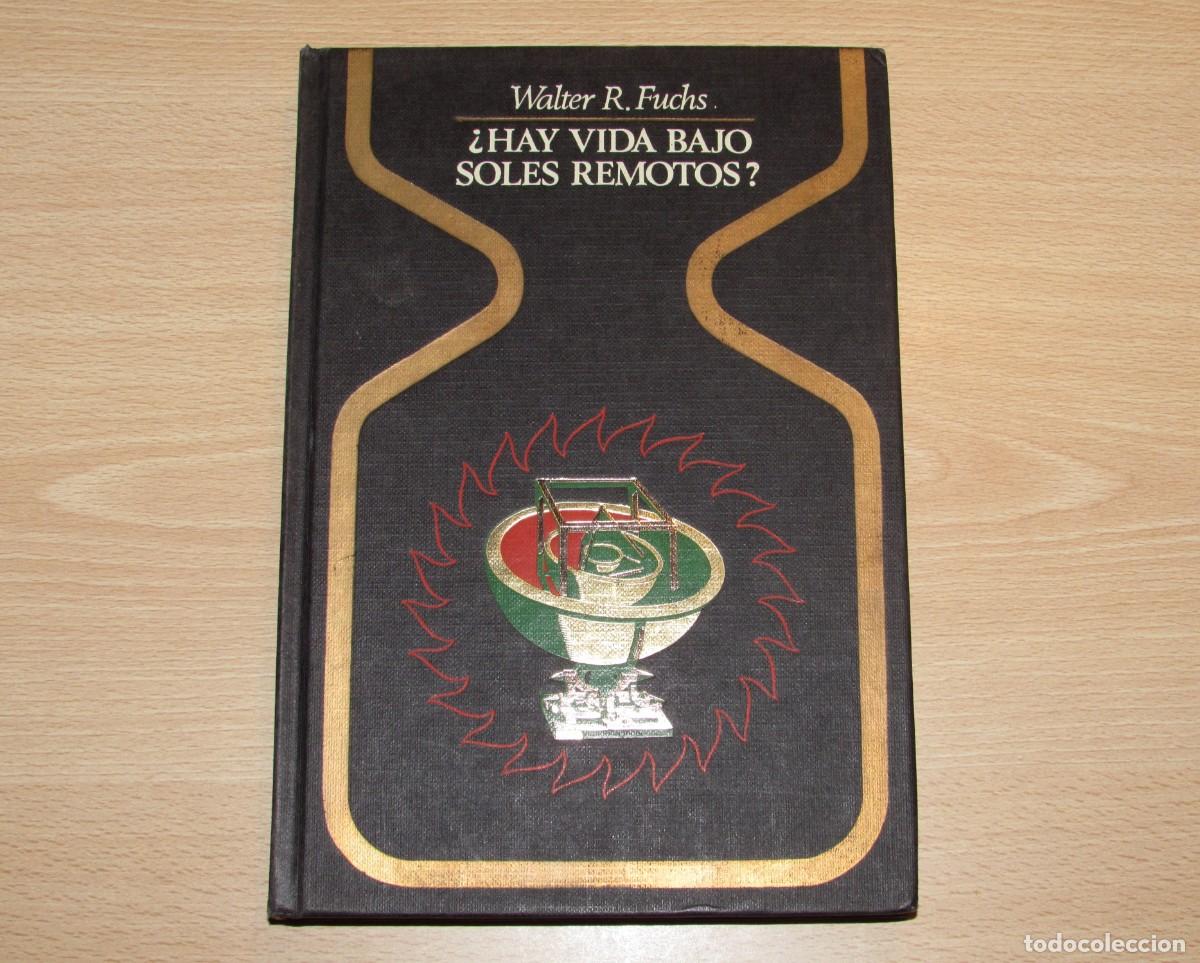 Walter R. Fuchs
¿HAY VIDA BAJO
SOLES REMOTOS?
todocoleccion